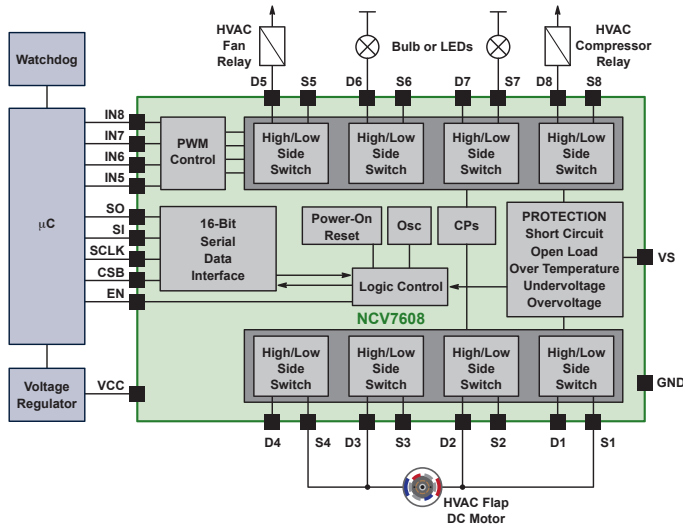 HVAC
Fan
Relay
Bulb or LEDs
HVAC
Compressor
Relay
D5
S5
D6
S6
D7
S7
D8
S8
Watchdog
µC
Voltage
Regulator
IN8
IN7
IN6
IN5
SO
SI
SCLK
CSB
EN
VCC
PWM
Control
High/Low
Side
Switch
High/Low
Side
Switch
High/Low
Side
Switch
High/Low
Side
Switch
16-Bit
Serial
Data
Interface
Power-On
Reset
Osc
CPs
Logic Control
PROTECTION
Short Circuit
Open Load
Over Temperature
Undervoltage
Overvoltage
VS
GND
NCV7608
High/Low
Side
Switch
High/Low
Side
Switch
High/Low
Side
Switch
High/Low
Side
Switch
D4
S4
D3
S3
D2
S2
D1
S1
HVAC Flap
DC Motor